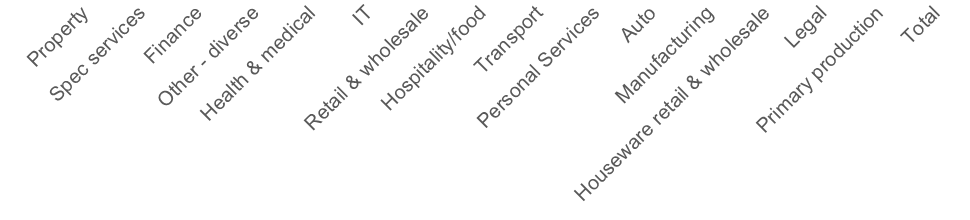 Property
Spec services
Finance
Other - diverse
Health & medical
IT
Retail & wholesale
Hospitality/food
Transport
Personal Services
Auto
Manufacturing
Houseware retail & wholesale
Legal
Primary production
Total